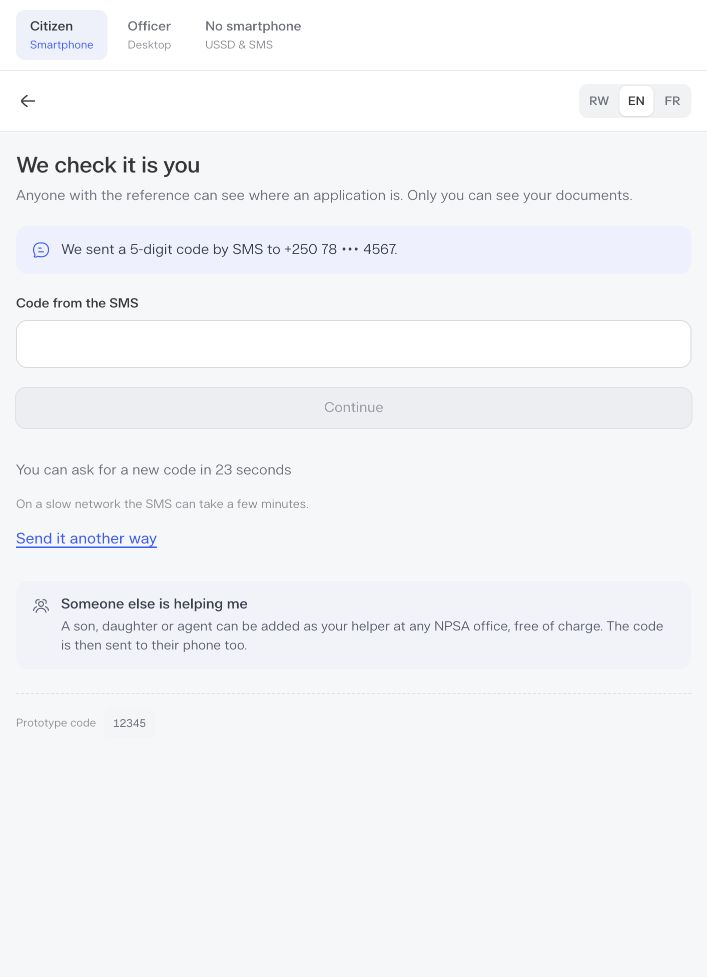 Citizen
Smartphone
Officer
Desktop
No smartphone
USSD & SMS
RW
EN
FR
We check it is you
Anyone with the reference can see where an application is. Only you can see your documents.
We sent a 5-digit code by SMS to +250 78 ••• 4567.
Code from the SMS
Continue
You can ask for a new code in 23 seconds
On a slow network the SMS can take a few minutes.
Send it another way
Someone else is helping me
A son, daughter or agent can be added as your helper at any NPSA office, free of charge. The code
is then sent to their phone too.
Prototype code 12345